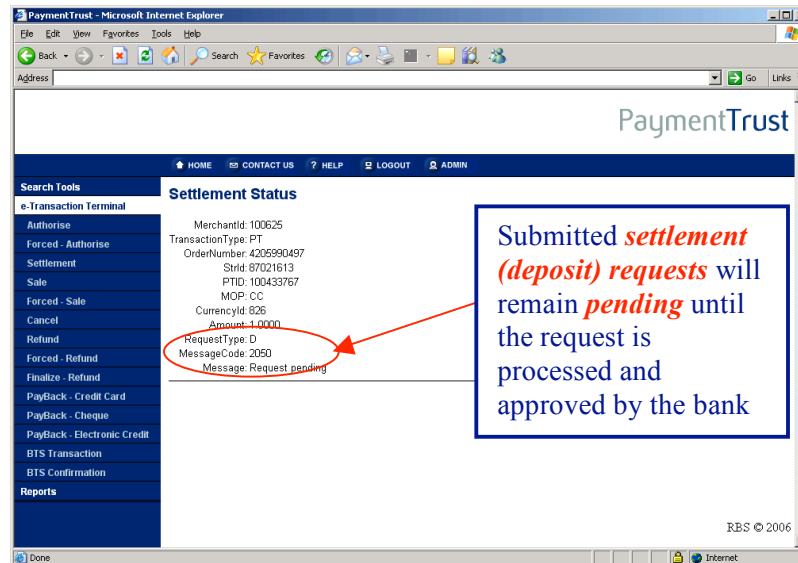 PaymentTrust - Microsoft Internet Explorer
File Edit View Favorites Tools Help
Back Search Favorites
Address Go Links
PaymentTrust
HOME CONTACT US ? HELP LOGOUT ADMIN
Search Tools
e-Transaction Terminal
Authorise
Forced - Authorise
Settlement
Sale
Forced - Sale
Cancel
Refund
Forced - Refund
Finalize - Refund
PayBack - Credit Card
PayBack - Cheque
PayBack - Electronic Credit
BTS Transaction
BTS Confirmation
Reports
Settlement Status
MerchantId: 100625
TransactionType: PT
OrderNumber: 4205990497
StrId: 87021613
PTID: 100433767
MOP: CC
CurrencyId: 826
Amount: 1.0000
RequestType: D
MessageCode: 2050
Message: Request pending
Submitted settlement
(deposit) requests will
remain pending until
the request is
processed and
approved by the bank
RBS © 2006
Done Internet